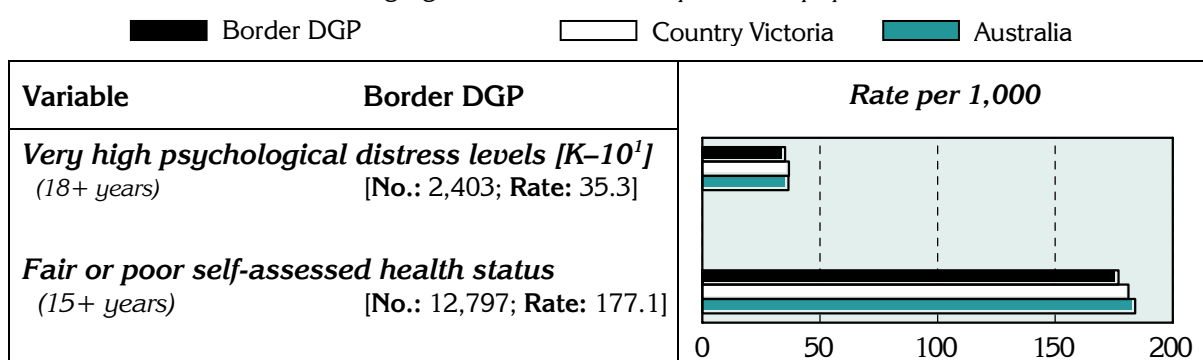 Border DGP Country Victoria Australia
Variable Border DGP Rate per 1,000
Very high psychological distress levels [K–10¹]
(18+ years) [No.: 2,403; Rate: 35.3]
Fair or poor self-assessed health status
(15+ years) [No.: 12,797; Rate: 177.1]
0 50 100 150 200